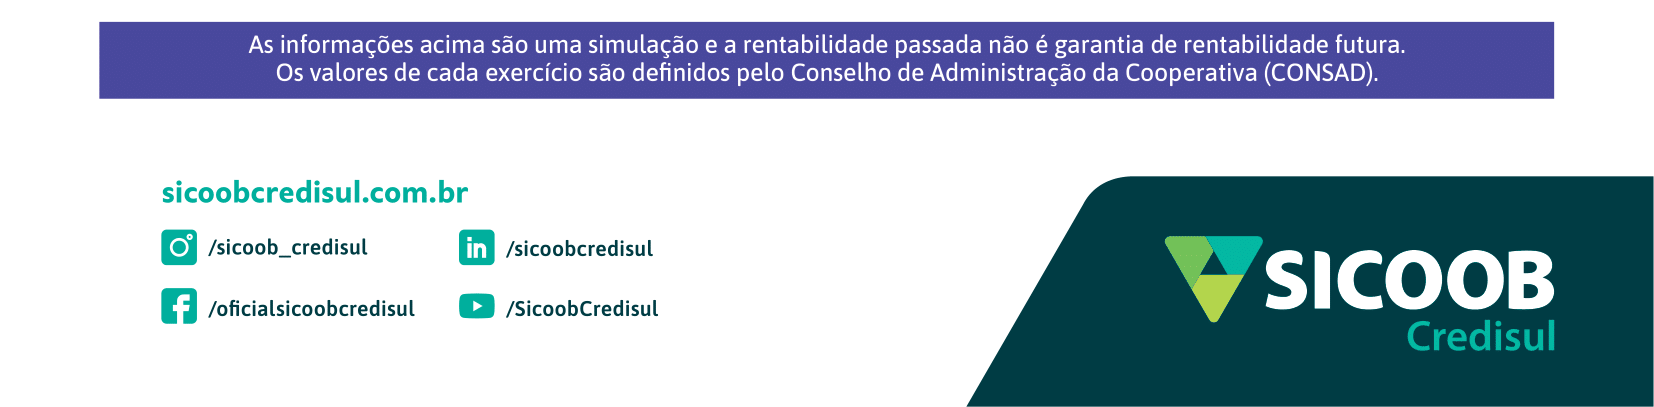 As informações acima são uma simulação e a rentabilidade passada não é garantia de rentabilidade futura.
Os valores de cada exercício são definidos pelo Conselho de Administração da Cooperativa (CONSAD).
sicoobcredisul.com.br
/sicoob_credisul
/sicoobcredisul
/oficialsicoobcredisul
/SicoobCredisul
SICOOB
Credisul